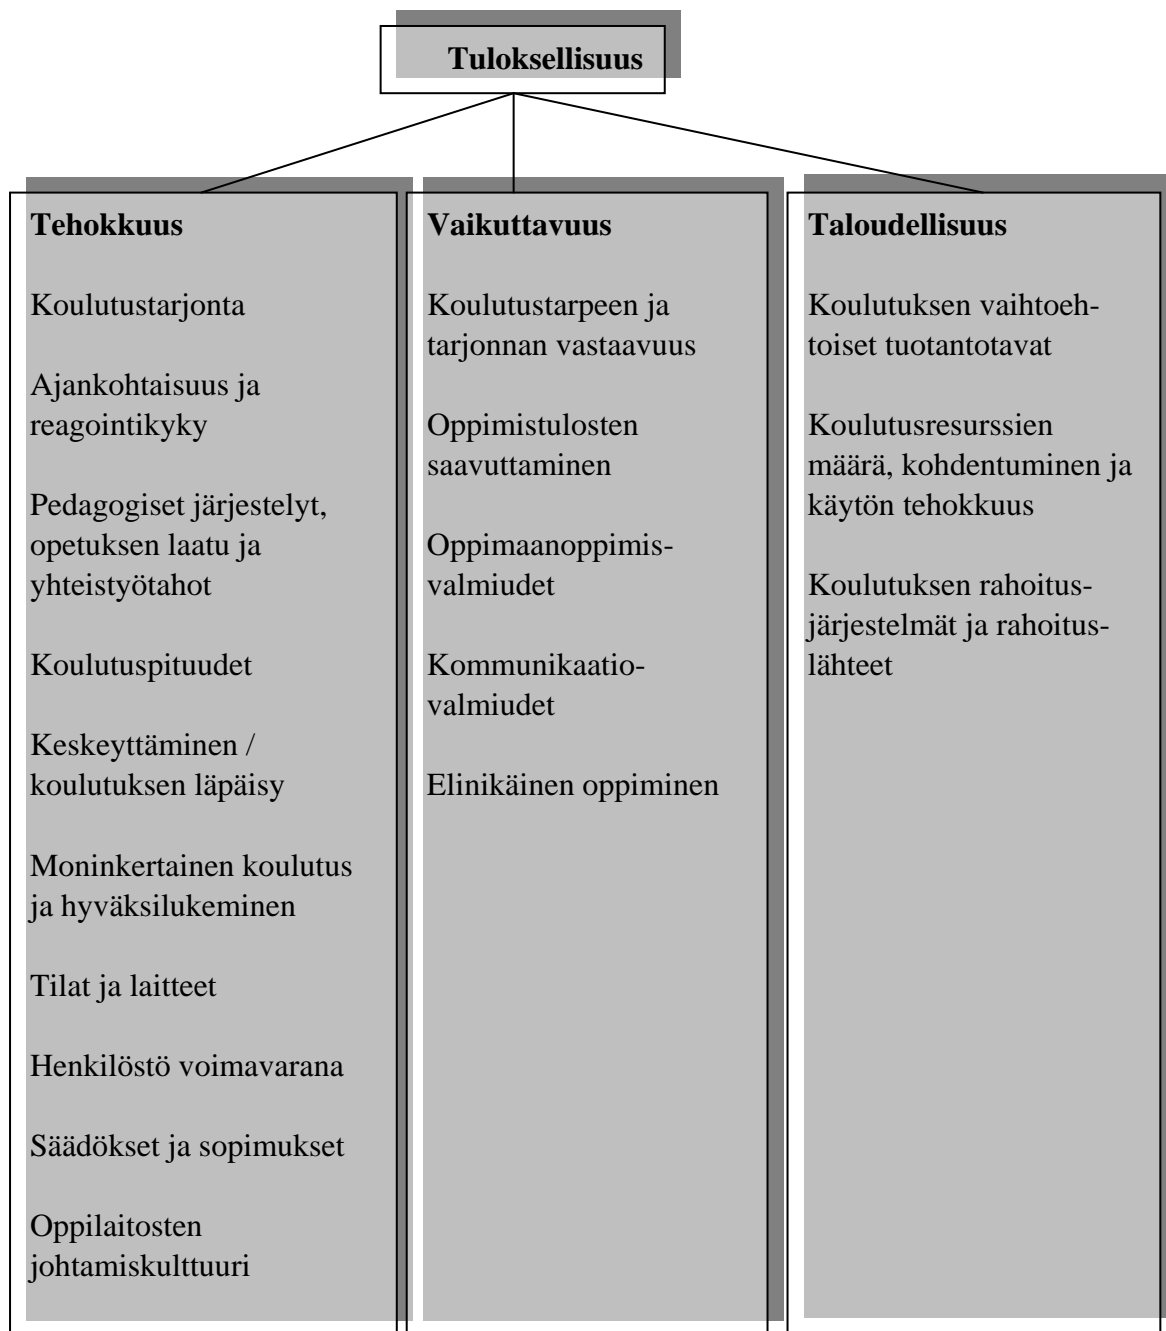 Tuloksellisuus
Tehokkuus
Koulutustarjonta
Ajankohtaisuus ja
reagointikyky
Pedagogiset järjestelyt,
opetuksen laatu ja
yhteistyötahot
Koulutuspituudet
Keskeyttäminen /
koulutuksen läpäisy
Moninkertainen koulutus
ja hyväksilukeminen
Tilat ja laitteet
Henkilöstö voimavarana
Säädökset ja sopimukset
Oppilaitosten
johtamiskulttuuri
Vaikuttavuus
Koulutustarpeen ja
tarjonnan vastaavuus
Oppimistulosten
saavuttaminen
Oppimaanoppimis-
valmiudet
Kommunikaatio-
valmiudet
Elinikäinen oppiminen
Taloudellisuus
Koulutuksen vaihtoeh-
toiset tuotantotavat
Koulutusresurssien
määrä, kohdentuminen ja
käytön tehokkuus
Koulutuksen rahoitus-
järjestelmät ja rahoitus-
lähteet